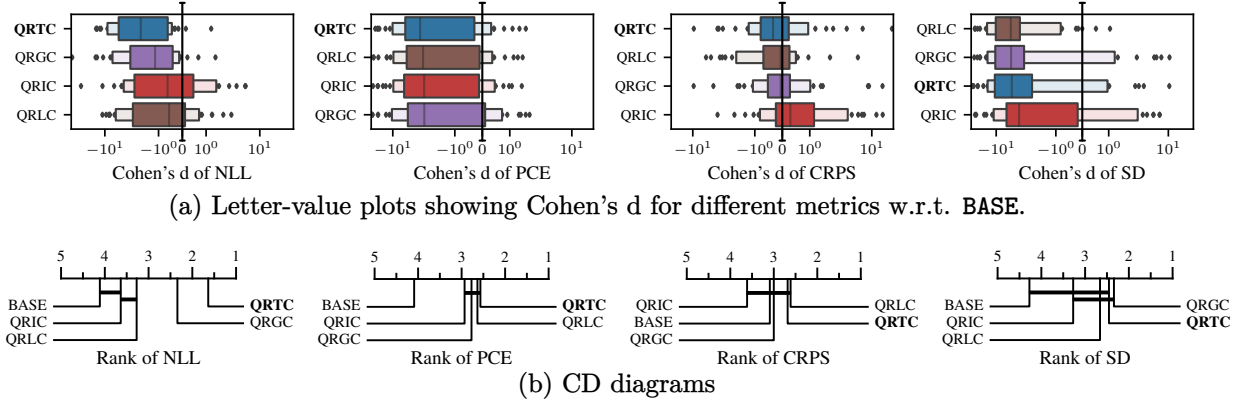 QRTC
QRGC
QRIC
QRLC
−10¹ −10⁰ 0 10⁰ 10¹
Cohen's d of NLL
QRTC
QRLC
QRIC
QRGC
−10¹ −10⁰ 0 10⁰ 10¹
Cohen's d of PCE
QRTC
QRLC
QRGC
QRIC
−10¹ −10⁰ 0 10⁰ 10¹
Cohen's d of CRPS
QRLC
QRGC
QRTC
QRIC
−10¹ −10⁰ 0 10⁰ 10¹
Cohen's d of SD
(a) Letter-value plots showing Cohen's d for different metrics w.r.t. BASE.
5 4 3 2 1
BASE QRTC
QRIC QRGC
QRLC
Rank of NLL
5 4 3 2 1
BASE QRTC
QRIC QRLC
QRGC
Rank of PCE
5 4 3 2 1
QRIC QRLC
BASE QRTC
QRGC
Rank of CRPS
5 4 3 2 1
BASE QRGC
QRIC QRTC
QRLC
Rank of SD
(b) CD diagrams